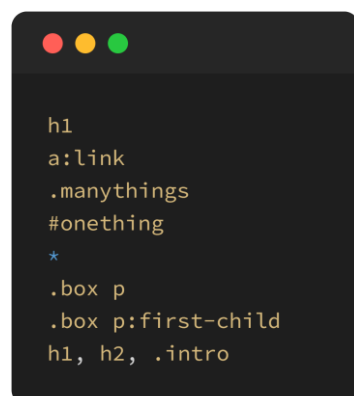 h1
a:link
.manythings
#onething
*
.box p
.box p:first-child
h1, h2, .intro